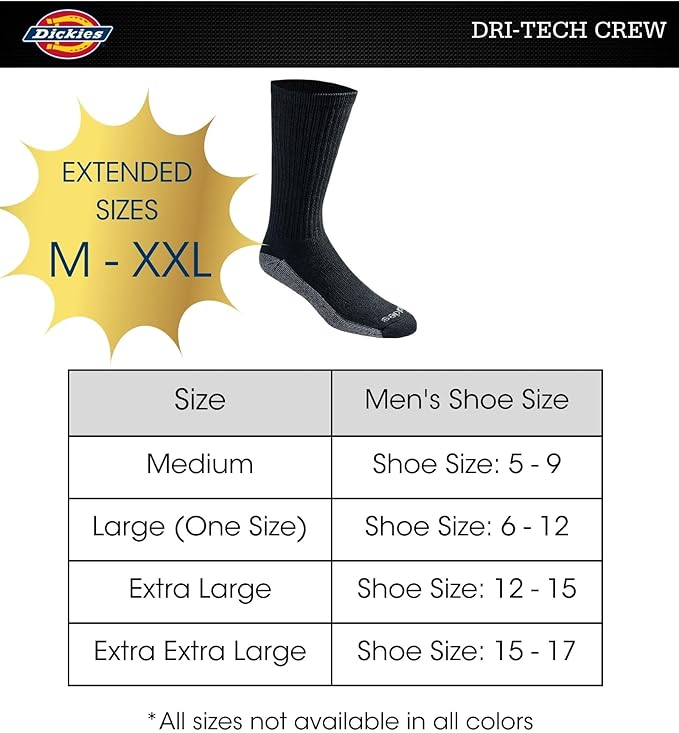 Dickies
DRI-TECH CREW
EXTENDED
SIZES
M - XXL
Dickies
Size
Men's Shoe Size
Medium
Shoe Size: 5 - 9
Large (One Size)
Shoe Size: 6 - 12
Extra Large
Shoe Size: 12 - 15
Extra Extra Large
Shoe Size: 15 - 17
*All sizes not available in all colors